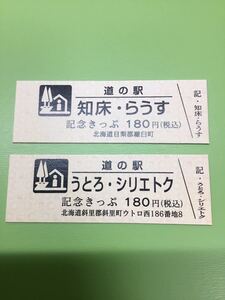 道の駅
知床・らうす
記念きっぷ 180円(税込)
北海道目梨郡羅臼町
記・知床・らうす
道の駅
うとろ・シリエトク
記念きっぷ 180円(税込)
北海道斜里郡斜里町ウトロ西186番地8
記・うとろ・シリエトク